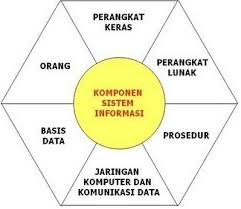 PERANGKAT
KERAS
PERANGKAT
LUNAK
PROSEDUR
JARINGAN
KOMPUTER DAN
KOMUNIKASI DATA
BASIS
DATA
ORANG
KOMPONEN
SISTEM
INFORMASI